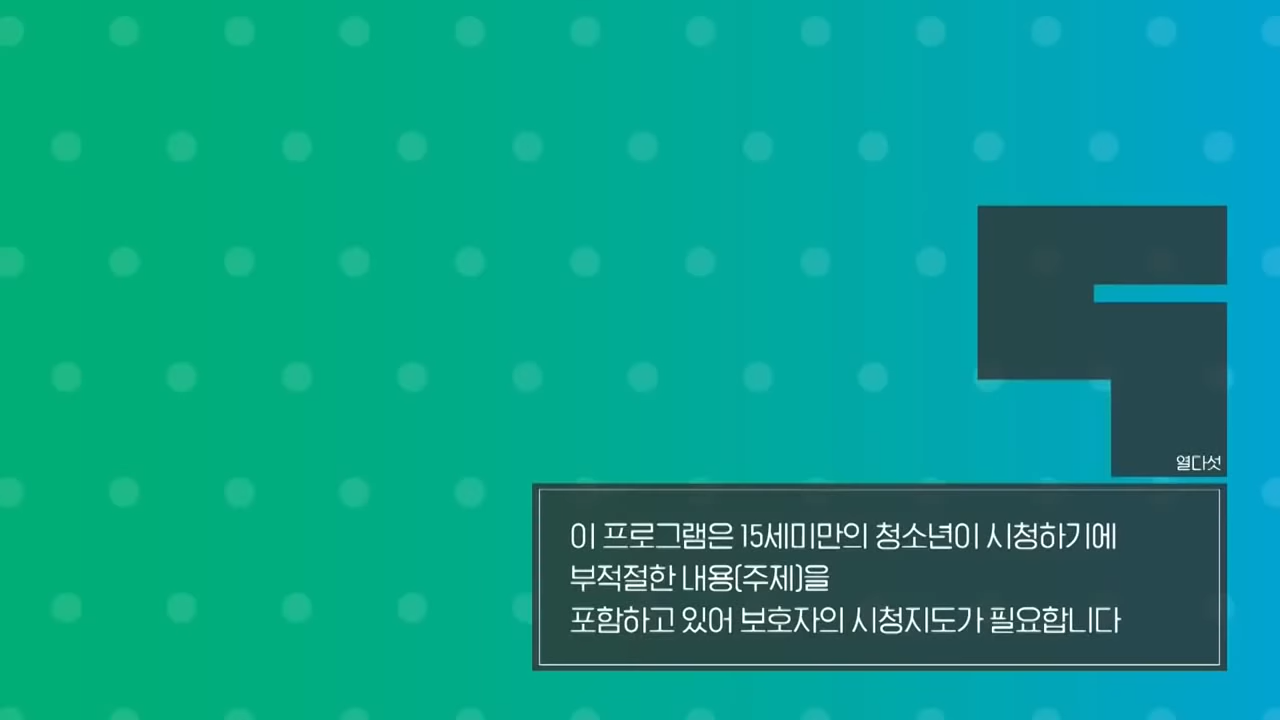 열다섯
이 프로그램은 15세미만의 청소년이 시청하기에
부적절한 내용(주제)을
포함하고 있어 보호자의 시청지도가 필요합니다